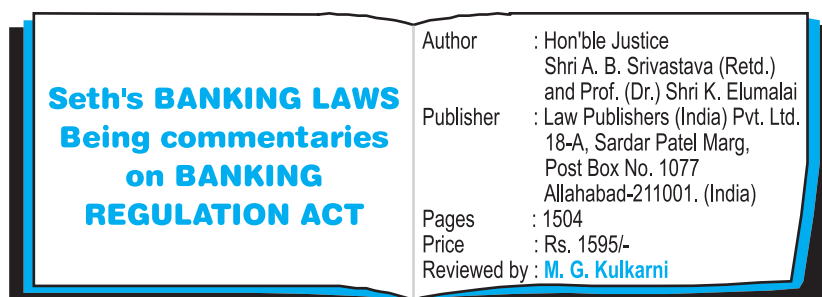 Seth's BANKING LAWS
Being commentaries
on BANKING
REGULATION ACT
Author : Hon'ble Justice
Shri A. B. Srivastava (Retd.)
and Prof. (Dr.) Shri K. Elumalai
Publisher : Law Publishers (India) Pvt. Ltd.
18-A, Sardar Patel Marg,
Post Box No. 1077
Allahabad-211001. (India)
Pages : 1504
Price : Rs. 1595/-
Reviewed by : M. G. Kulkarni